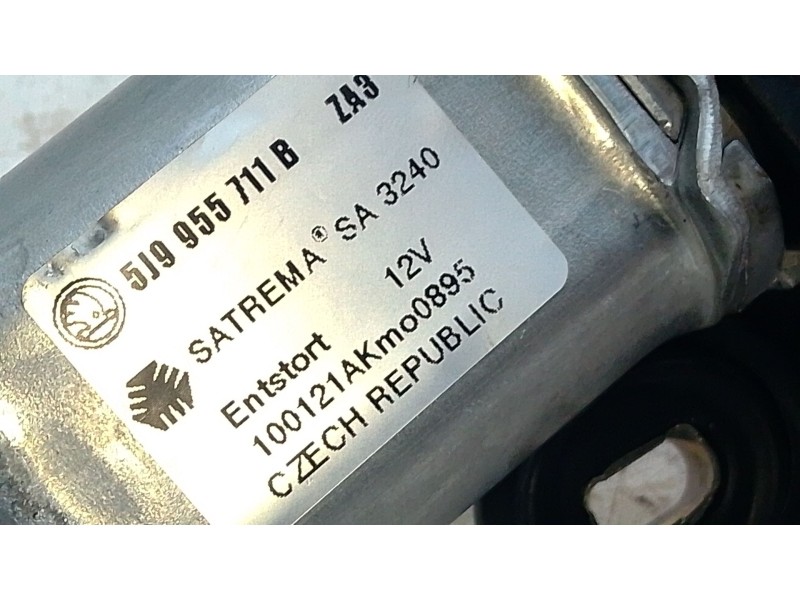 5J9 955 711 B ZA3
SATREMA® SA 3240
Entstort 12V
100121AKmo0895
CZECH REPUBLIC